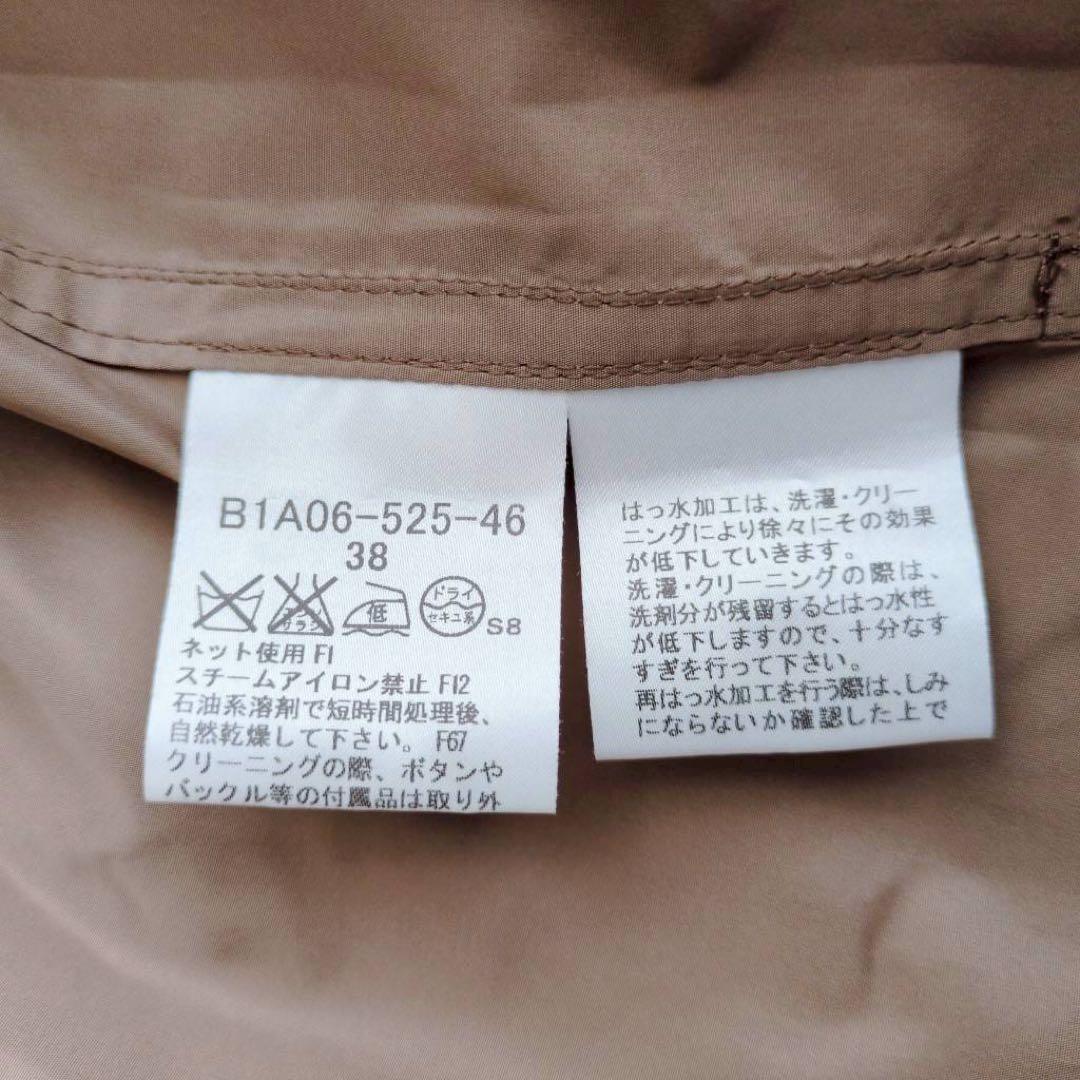 B1A06-525-46
38
エンソ
サラシ
低
ドライ
セキユ系
S8
ネット使用 F1
スチームアイロン禁止 F12
石油系溶剤で短時間処理後、
自然乾燥して下さい。 F67
クリーニングの際、ボタンや
バックル等の付属品は取り外
はっ水加工は、洗濯・クリー
ニングにより徐々にその効果
が低下していきます。
洗濯・クリーニングの際は、
洗剤分が残留するとはっ水性
が低下しますので、十分なす
すぎを行って下さい。
再はっ水加工を行う際は、しみ
にならないか確認した上で